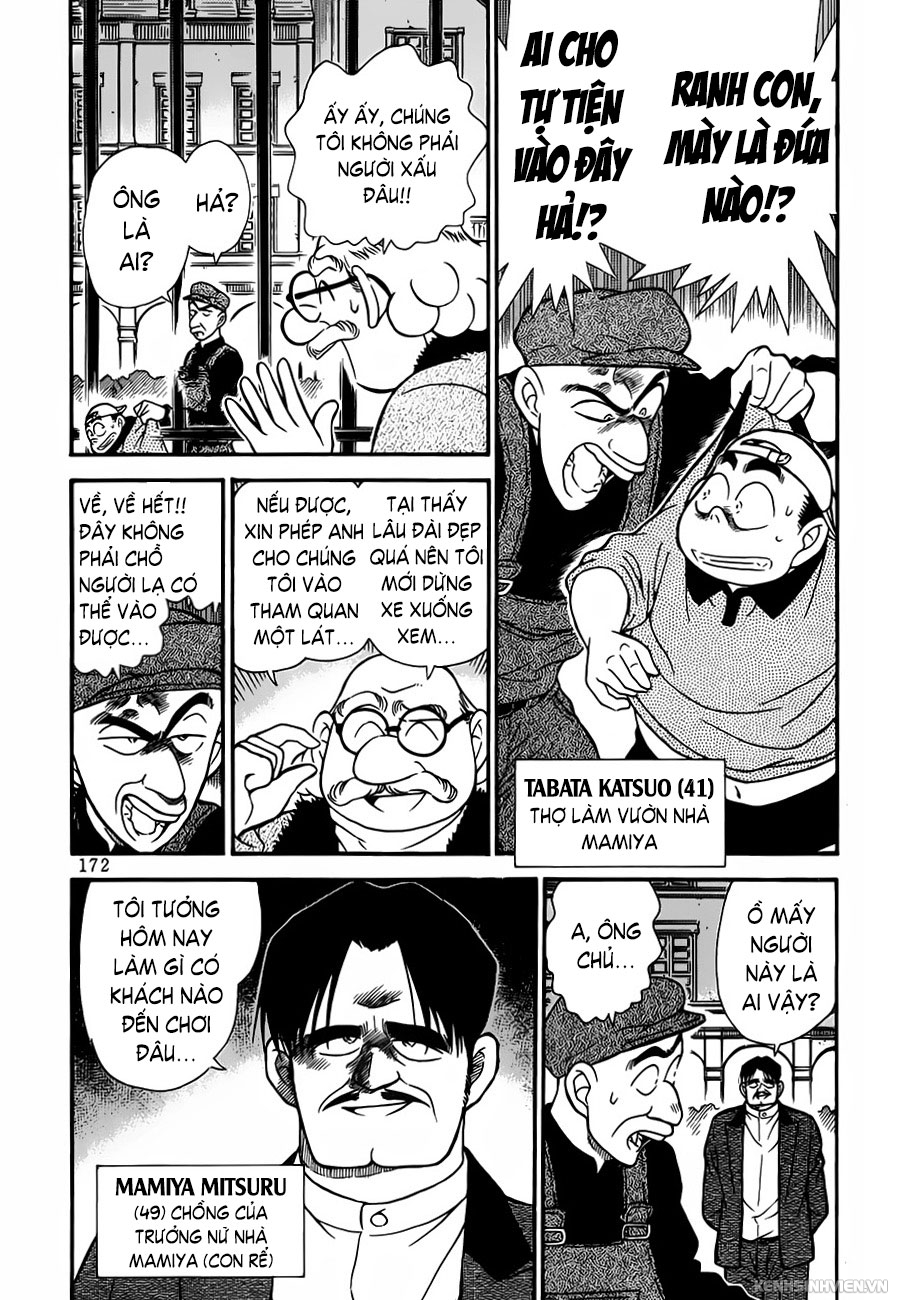 RANH CON,
MÀY LÀ ĐỨA
NÀO!?
AI CHO
TỰ TIỆN
VÀO ĐÂY
HẢ!?
TABATA KATSUO (41)
THỢ LÀM VƯỜN NHÀ
MAMIYA
ẤY ẤY, CHÚNG
TÔI KHÔNG PHẢI
NGƯỜI XẤU
ĐÂU!!
HẢ?
ÔNG
LÀ
AI?
TẠI THẤY
LÂU ĐÀI ĐẸP
QUÁ NÊN TÔI
MỚI DỪNG
XE XUỐNG
XEM...
NẾU ĐƯỢC,
XIN PHÉP ANH
CHO CHÚNG
TÔI VÀO
THAM QUAN
MỘT LÁT...
VỀ, VỀ HẾT!!
ĐÂY KHÔNG
PHẢI CHỖ
NGƯỜI LẠ CÓ
THỂ VÀO
ĐƯỢC...
172
Ồ MẤY
NGƯỜI
NÀY LÀ
AI VẬY?
A, ÔNG
CHỦ...
TÔI TƯỞNG
HÔM NAY
LÀM GÌ CÓ
KHÁCH NÀO
ĐẾN CHƠI
ĐÂU...
MAMIYA MITSURU
(49) CHỒNG CỦA
TRƯỞNG NỮ NHÀ
MAMIYA (CON RỂ)
KENHSINHVIEN.VN